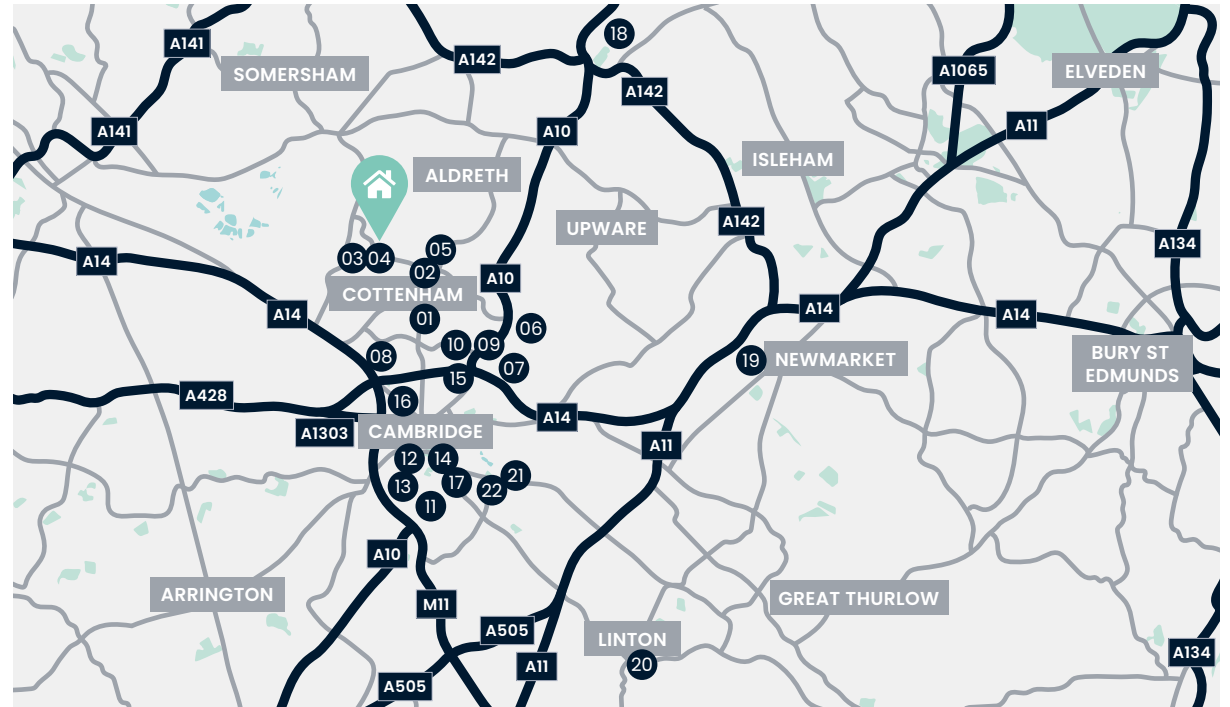 18
A141
A142
SOMERSHAM
A1065
ELVEDEN
A142
A141
A10
A11
ISLEHAM
ALDRETH
A142
UPWARE
A134
05
03
04
A14
02
A10
COTTENHAM
A14
A14
A14
01
06
10
09
08
19
NEWMARKET
BURY ST
EDMUNDS
07
15
A428
16
A14
A1303
CAMBRIDGE
A11
12
14
21
13
17
22
11
A10
ARRINGTON
M11
GREAT THURLOW
A505
LINTON
A134
A11
20
A505